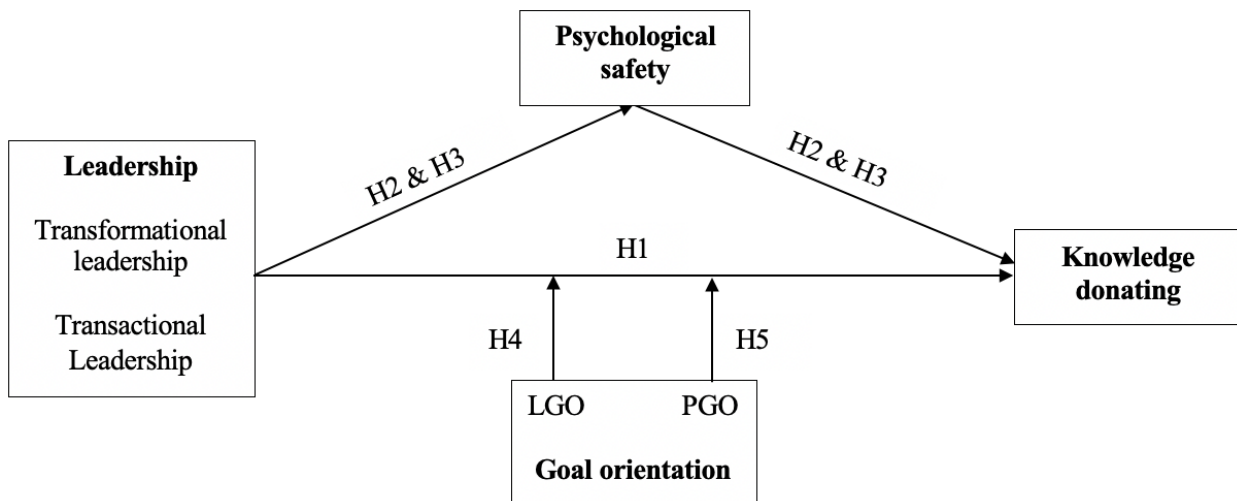 Psychological
safety
H2 & H3
H2 & H3
Leadership
Transformational
leadership
Transactional
Leadership
H1
Knowledge
donating
H4
H5
LGO
PGO
Goal orientation